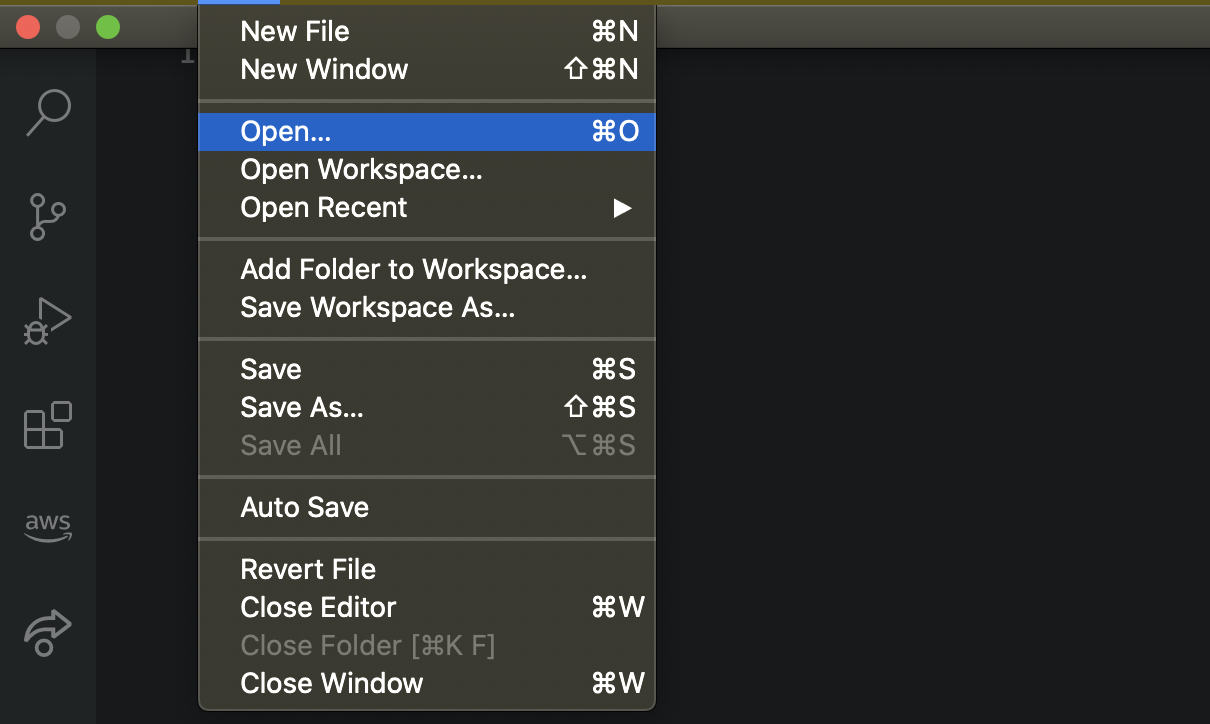 New File ⌘N
New Window ⇧⌘N
Open... ⌘O
Open Workspace...
Open Recent ▶
Add Folder to Workspace...
Save Workspace As...
Save ⌘S
Save As... ⇧⌘S
Save All ⌥⌘S
Auto Save
Revert File
Close Editor ⌘W
Close Folder [⌘K F]
Close Window ⌘W
aws